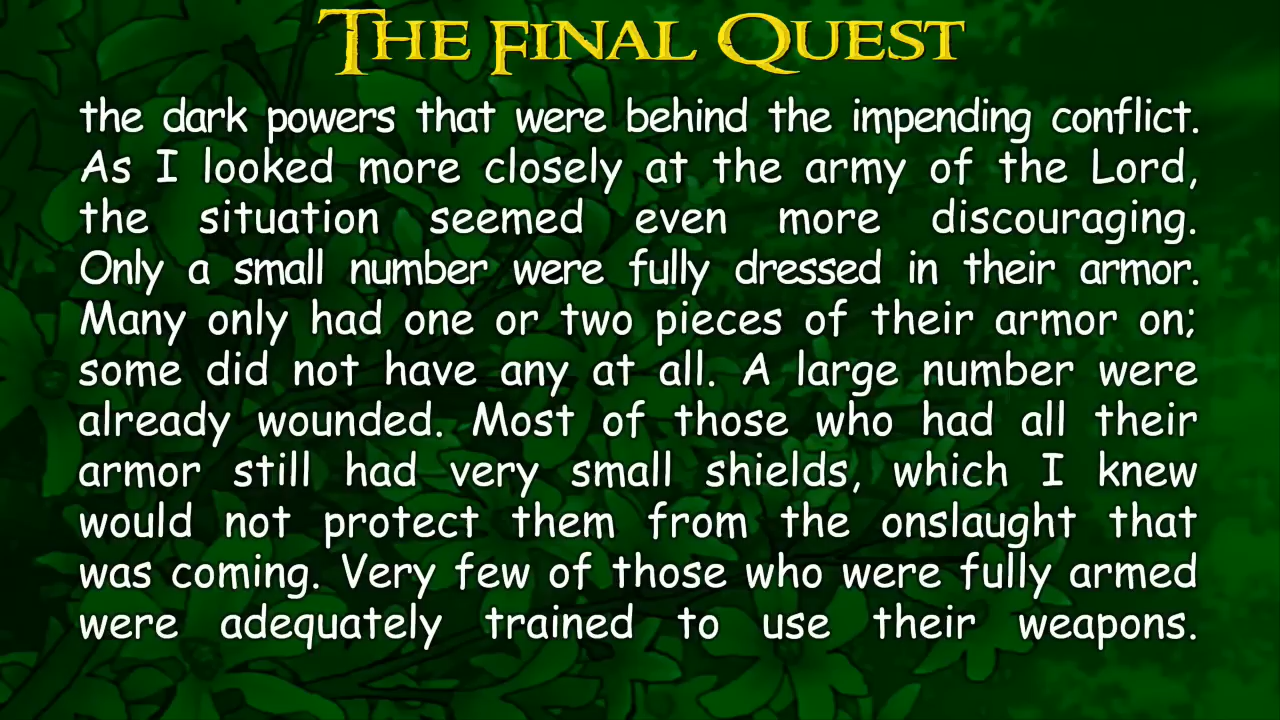 The Final Quest
the dark powers that were behind the impending conflict.
As I looked more closely at the army of the Lord,
the situation seemed even more discouraging.
Only a small number were fully dressed in their armor.
Many only had one or two pieces of their armor on;
some did not have any at all. A large number were
already wounded. Most of those who had all their
armor still had very small shields, which I knew
would not protect them from the onslaught that
was coming. Very few of those who were fully armed
were adequately trained to use their weapons.